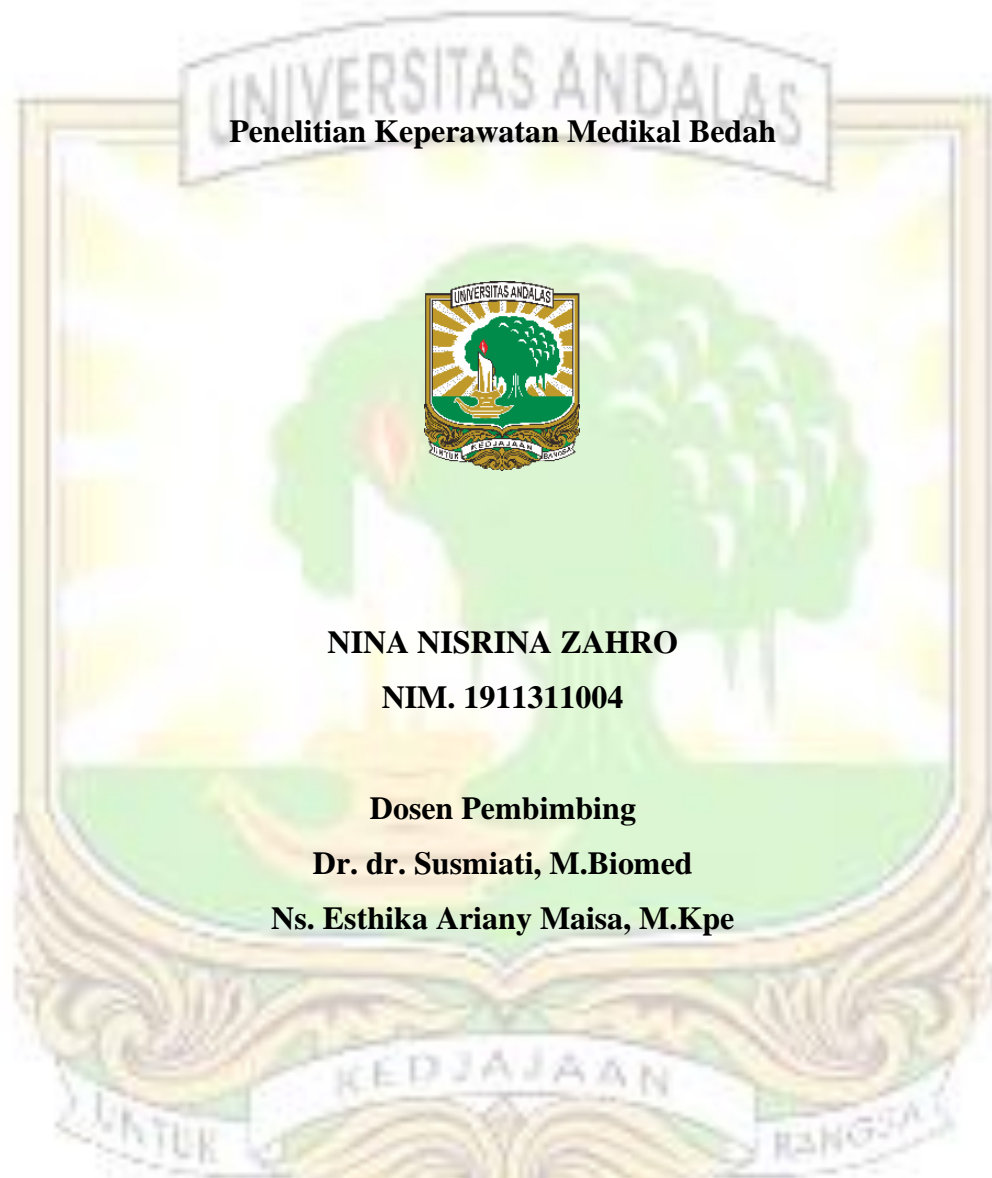 UNIVERSITAS ANDALAS
Penelitian Keperawatan Medikal Bedah
UNIVERSITAS ANDALAS
UNTUK KEDJAJAAN BANGSA
NINA NISRINA ZAHRO
NIM. 1911311004
Dosen Pembimbing
Dr. dr. Susmiati, M.Biomed
Ns. Esthika Ariany Maisa, M.Kpe
UNTUK KEDJAJAAN BANGSA